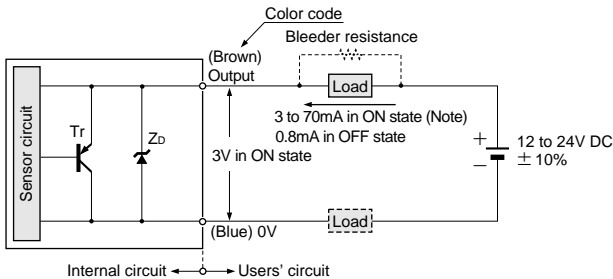 Color code
Bleeder resistance
(Brown)
Output
Load
Sensor circuit
Tr
ZD
3 to 70mA in ON state (Note)
0.8mA in OFF state
3V in ON state
+
−
12 to 24V DC
± 10%
(Blue) 0V
Load
Internal circuit
Users' circuit